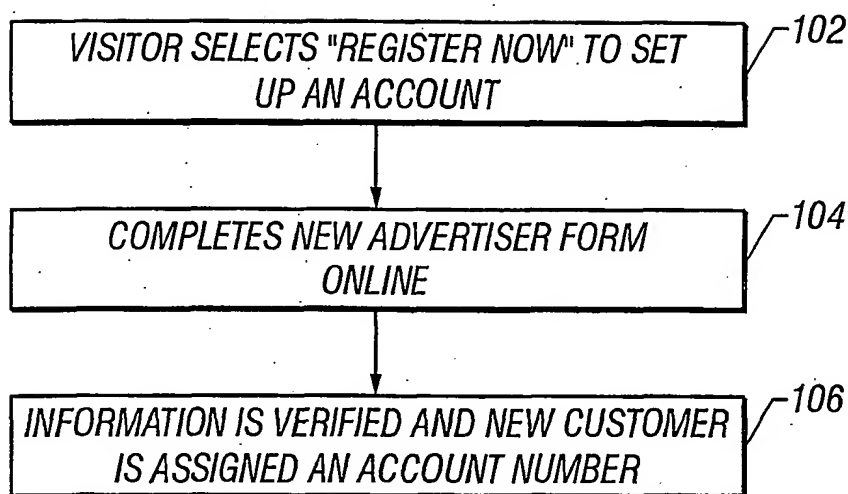 VISITOR SELECTS "REGISTER NOW" TO SET
UP AN ACCOUNT
102
COMPLETES NEW ADVERTISER FORM
ONLINE
104
INFORMATION IS VERIFIED AND NEW CUSTOMER
IS ASSIGNED AN ACCOUNT NUMBER
106